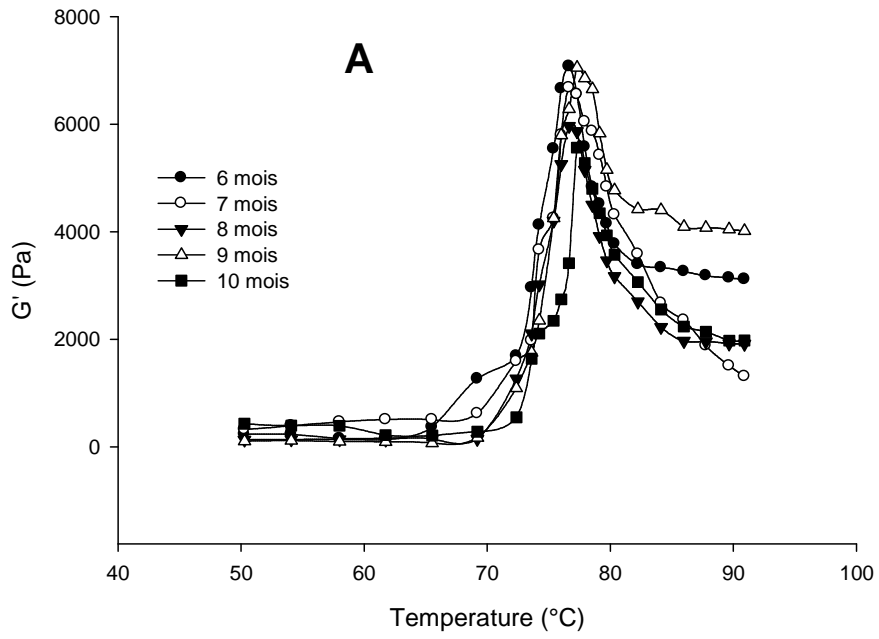 8000
A
6000
6 mois
7 mois
8 mois
9 mois
10 mois
4000
G' (Pa)
2000
0
40 50 60 70 80 90 100
Temperature (°C)